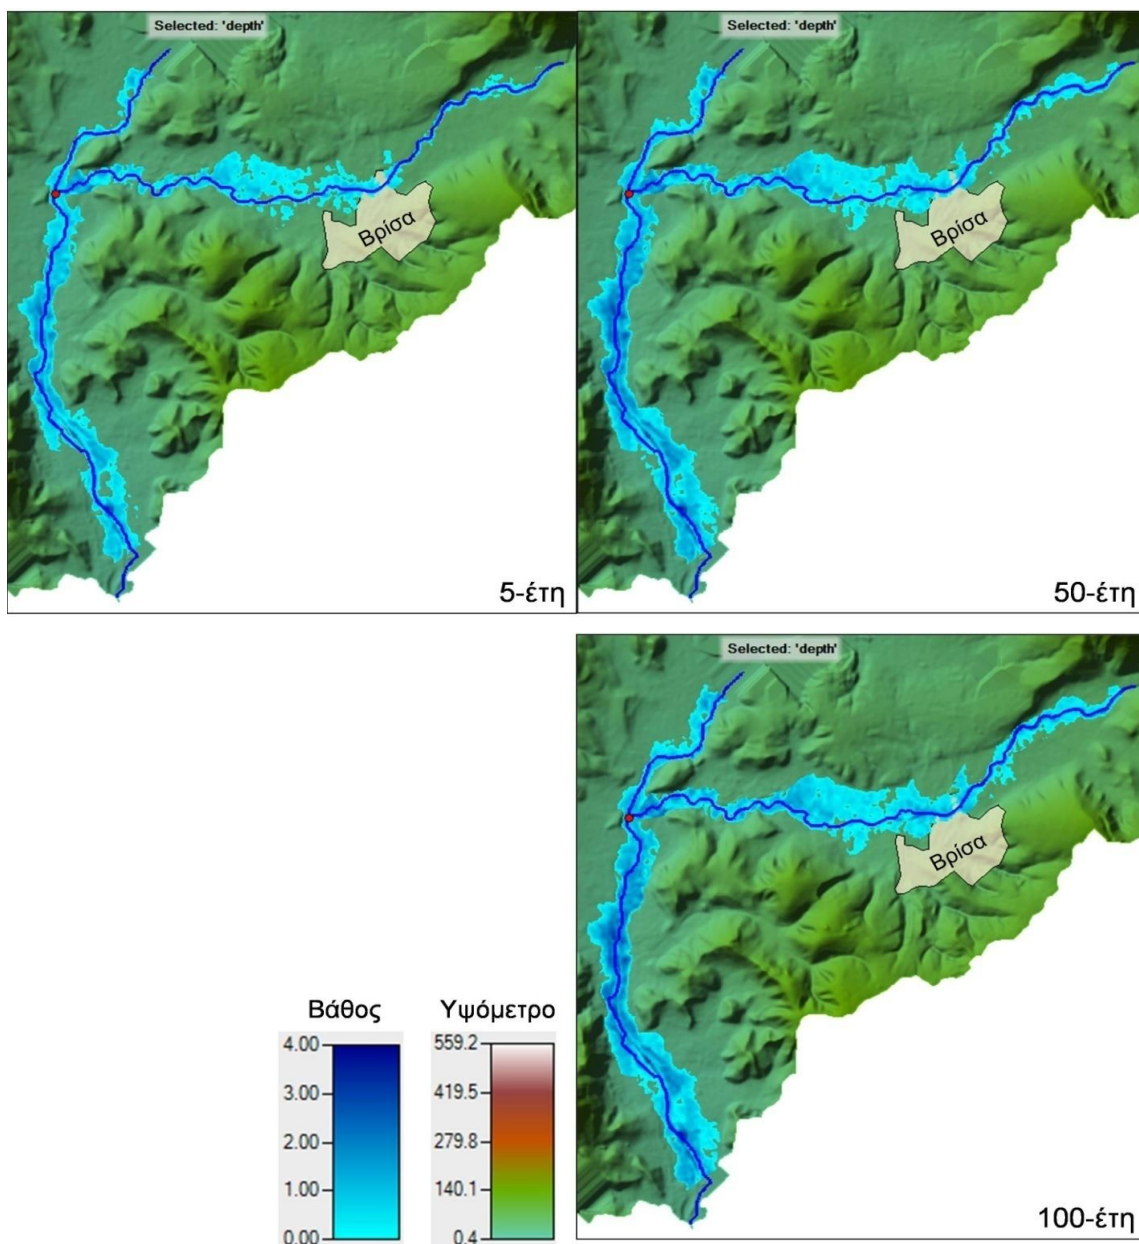 Selected: 'depth'
Βρίσα
5-έτη
Selected: 'depth'
Βρίσα
50-έτη
Selected: 'depth'
Βρίσα
100-έτη
Βάθος
4.00
3.00
2.00
1.00
0.00
Υψόμετρο
559.2
419.5
279.8
140.1
0.4